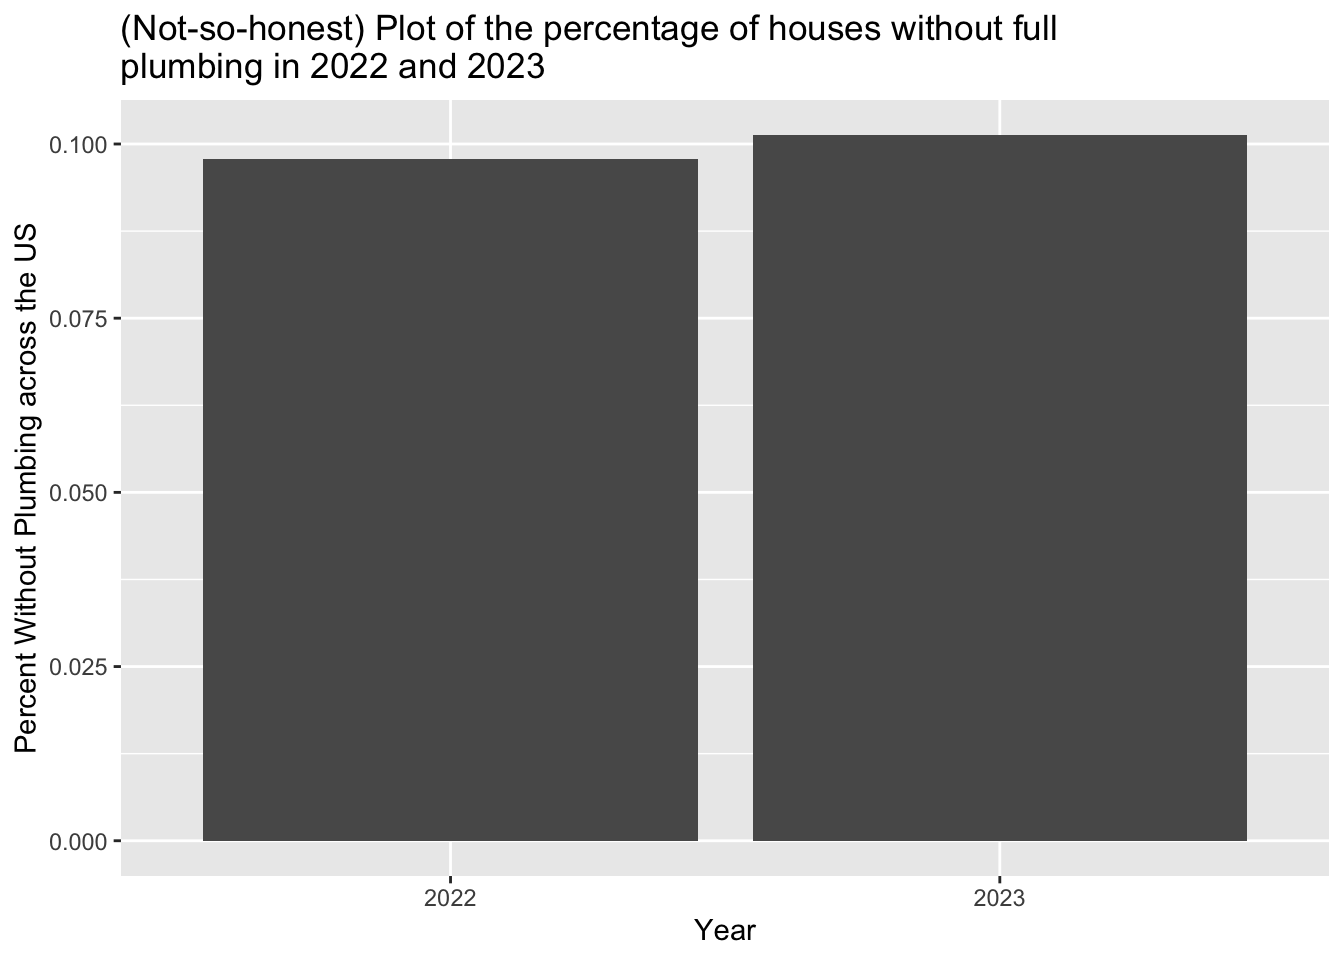 (Not-so-honest) Plot of the percentage of houses without full
plumbing in 2022 and 2023
Percent Without Plumbing across the US
0.100
0.075
0.050
0.025
0.000
2022
2023
Year